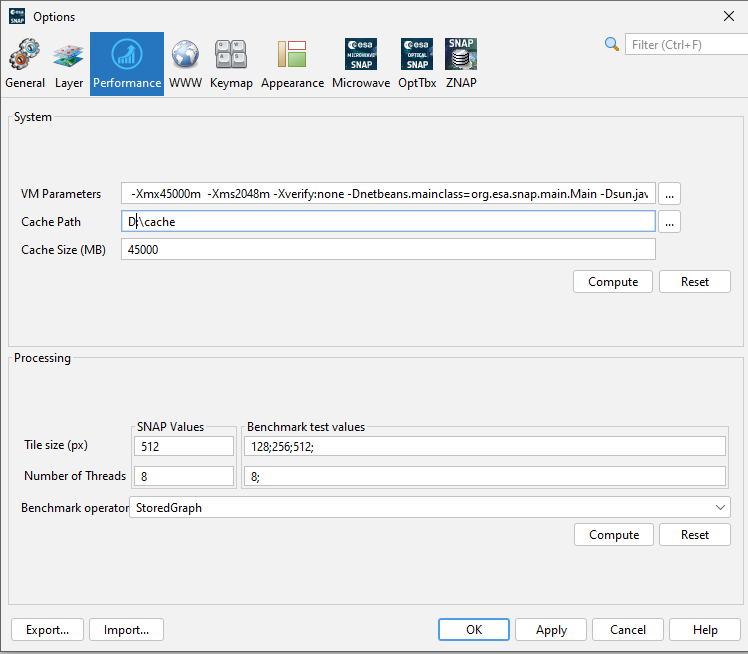 Options
Filter (Ctrl+F)
General Layer Performance WWW Keymap Appearance Microwave OptTbx ZNAP
System
VM Parameters -Xmx45000m -Xms2048m -Xverify:none -Dnetbeans.mainclass=org.esa.snap.main.Main -Dsun.jav ...
Cache Path D:\cache ...
Cache Size (MB) 45000
Compute Reset
Processing
SNAP Values Benchmark test values
Tile size (px) 512 128;256;512;
Number of Threads 8 8;
Benchmark operator StoredGraph
Compute Reset
Export... Import... OK Apply Cancel Help